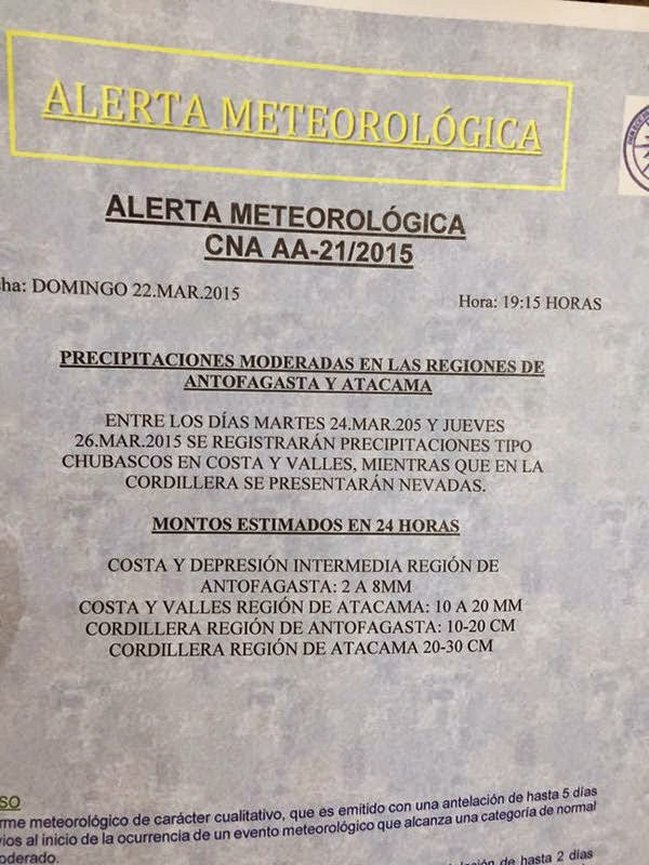 ALERTA METEOROLÓGICA
ALERTA METEOROLÓGICA
CNA AA-21/2015
ha: DOMINGO 22.MAR.2015
Hora: 19:15 HORAS
PRECIPITACIONES MODERADAS EN LAS REGIONES DE
ANTOFAGASTA Y ATACAMA
ENTRE LOS DÍAS MARTES 24.MAR.205 Y JUEVES
26.MAR.2015 SE REGISTRARÁN PRECIPITACIONES TIPO
CHUBASCOS EN COSTA Y VALLES, MIENTRAS QUE EN LA
CORDILLERA SE PRESENTARÁN NEVADAS.
MONTOS ESTIMADOS EN 24 HORAS
COSTA Y DEPRESIÓN INTERMEDIA REGIÓN DE
ANTOFAGASTA: 2 A 8MM
COSTA Y VALLES REGIÓN DE ATACAMA: 10 A 20 MM
CORDILLERA REGIÓN DE ANTOFAGASTA: 10-20 CM
CORDILLERA REGIÓN DE ATACAMA 20-30 CM
SO
rme meteorológico de carácter cualitativo, que es emitido con una antelación de hasta 5 días
vios al inicio de la ocurrencia de un evento meteorológico que alcanza una categoría de normal
oderado.
de hasta 2 días